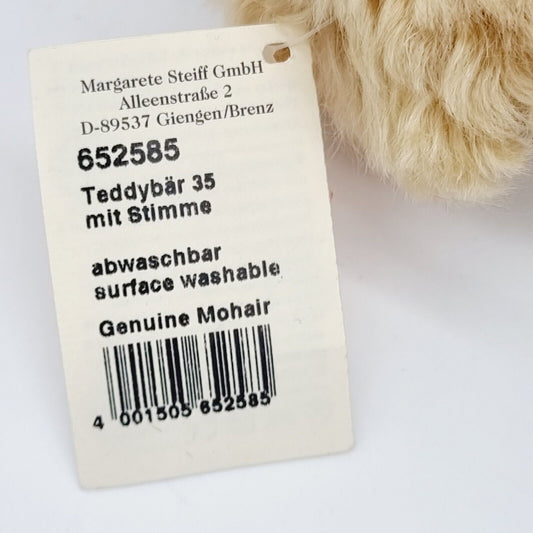 Margarete Steiff GmbH
Alleenstraße 2
D-89537 Giengen/Brenz
652585
Teddybär 35
mit Stimme
abwaschbar
surface washable
Genuine Mohair
4 001505 652585